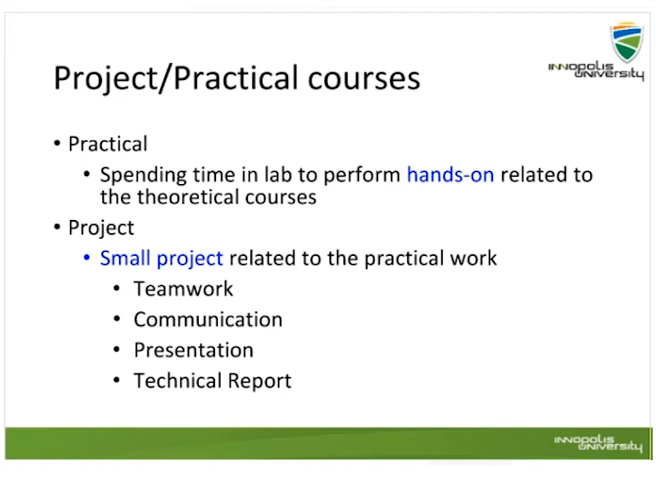 INNOPOLIS
UNIVERSITY
Project/Practical courses
• Practical
• Spending time in lab to perform hands-on related to
the theoretical courses
• Project
• Small project related to the practical work
• Teamwork
• Communication
• Presentation
• Technical Report
INNOPOLIS
UNIVERSITY